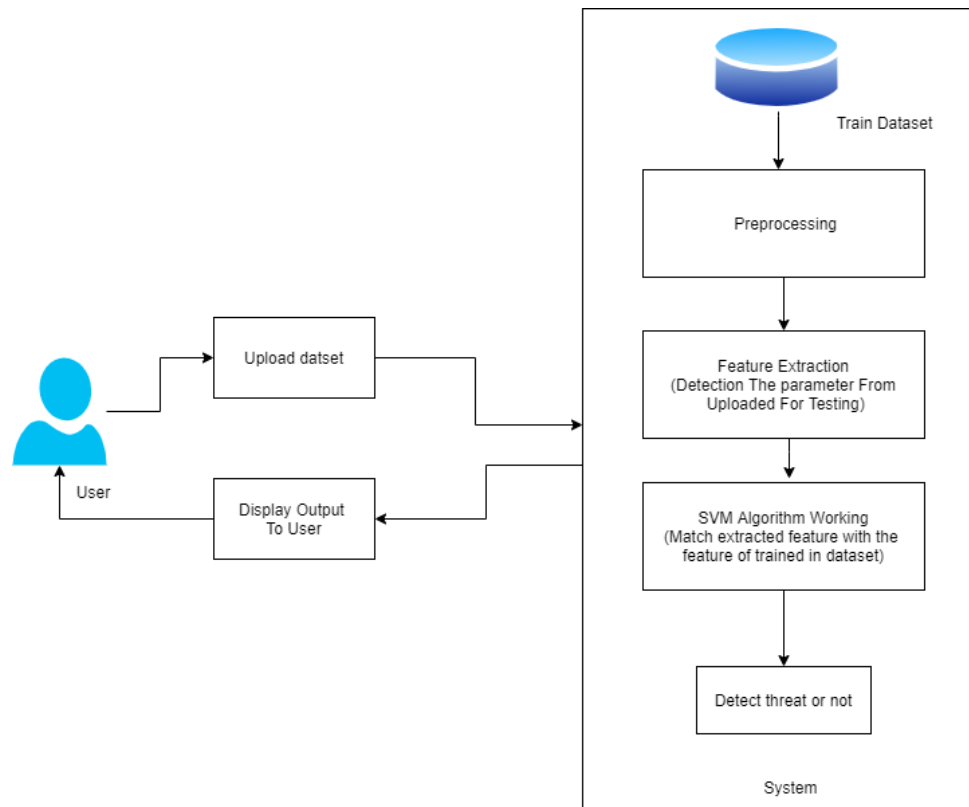 Train Dataset
Preprocessing
Upload datset
Feature Extraction
(Detection The parameter From
Uploaded For Testing)
User
Display Output
To User
SVM Algorithm Working
(Match extracted feature with the
feature of trained in dataset)
Detect threat or not
System